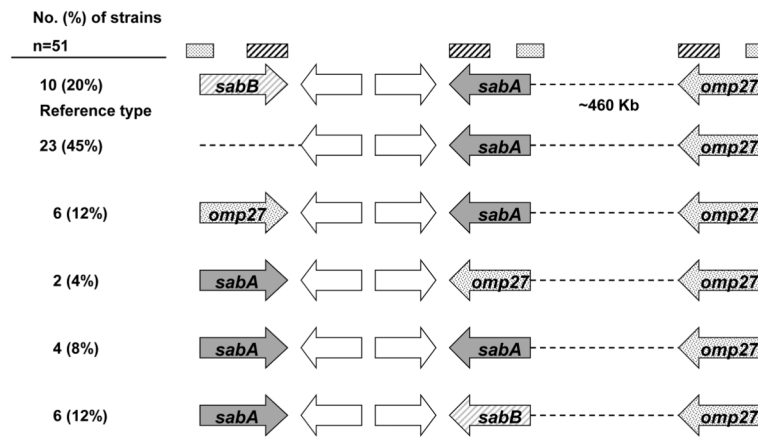 No. (%) of strains
n=51
10 (20%) sabB sabA omp27
Reference type ~460 Kb
23 (45%) sabA omp27
6 (12%) omp27 sabA omp27
2 (4%) sabA omp27 omp27
4 (8%) sabA sabA omp27
6 (12%) sabA sabB omp27